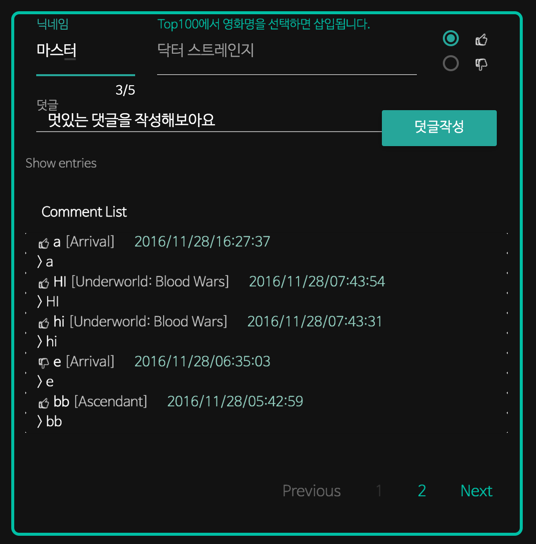 닉네임
Top100에서 영화명을 선택하면 삽입됩니다.
마스터
닥터 스트레인지
3/5
덧글
멋있는 댓글을 작성해보아요
덧글작성
Show entries
Comment List
a [Arrival] 2016/11/28/16:27:37
〉a
HI [Underworld: Blood Wars] 2016/11/28/07:43:54
〉HI
hi [Underworld: Blood Wars] 2016/11/28/07:43:31
〉hi
e [Arrival] 2016/11/28/06:35:03
〉e
bb [Ascendant] 2016/11/28/05:42:59
〉bb
Previous 1 2 Next